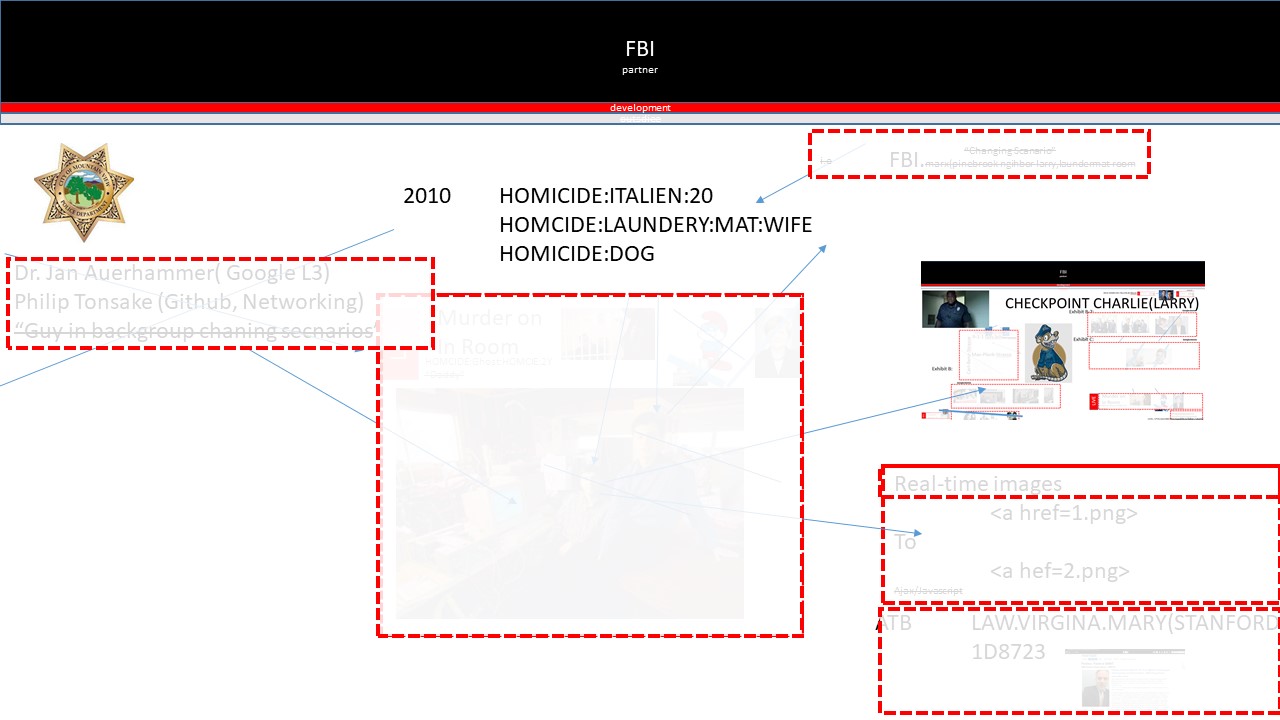 FBI
partner
development
"Changing Scenario"
i.e
FBI.
2010 HOMICIDE:ITALIEN:20
HOMCIDE:LAUNDERY:MAT:WIFE
HOMICIDE:DOG
Dr. Jan Auerhammer( Google L3)
Philip Tonsake (Github, Networking)
"Guy in backgroup chaning secnarios"
Murder on
CHECKPOINT CHARLIE(LARRY)
Exhibit B:
LIVE
Real-time images
<a href=1.png>
To
<a hef=2.png>
Ajax/Javascript
ATB LAW.VIRGINA.MARY(STANFORD
1D8723